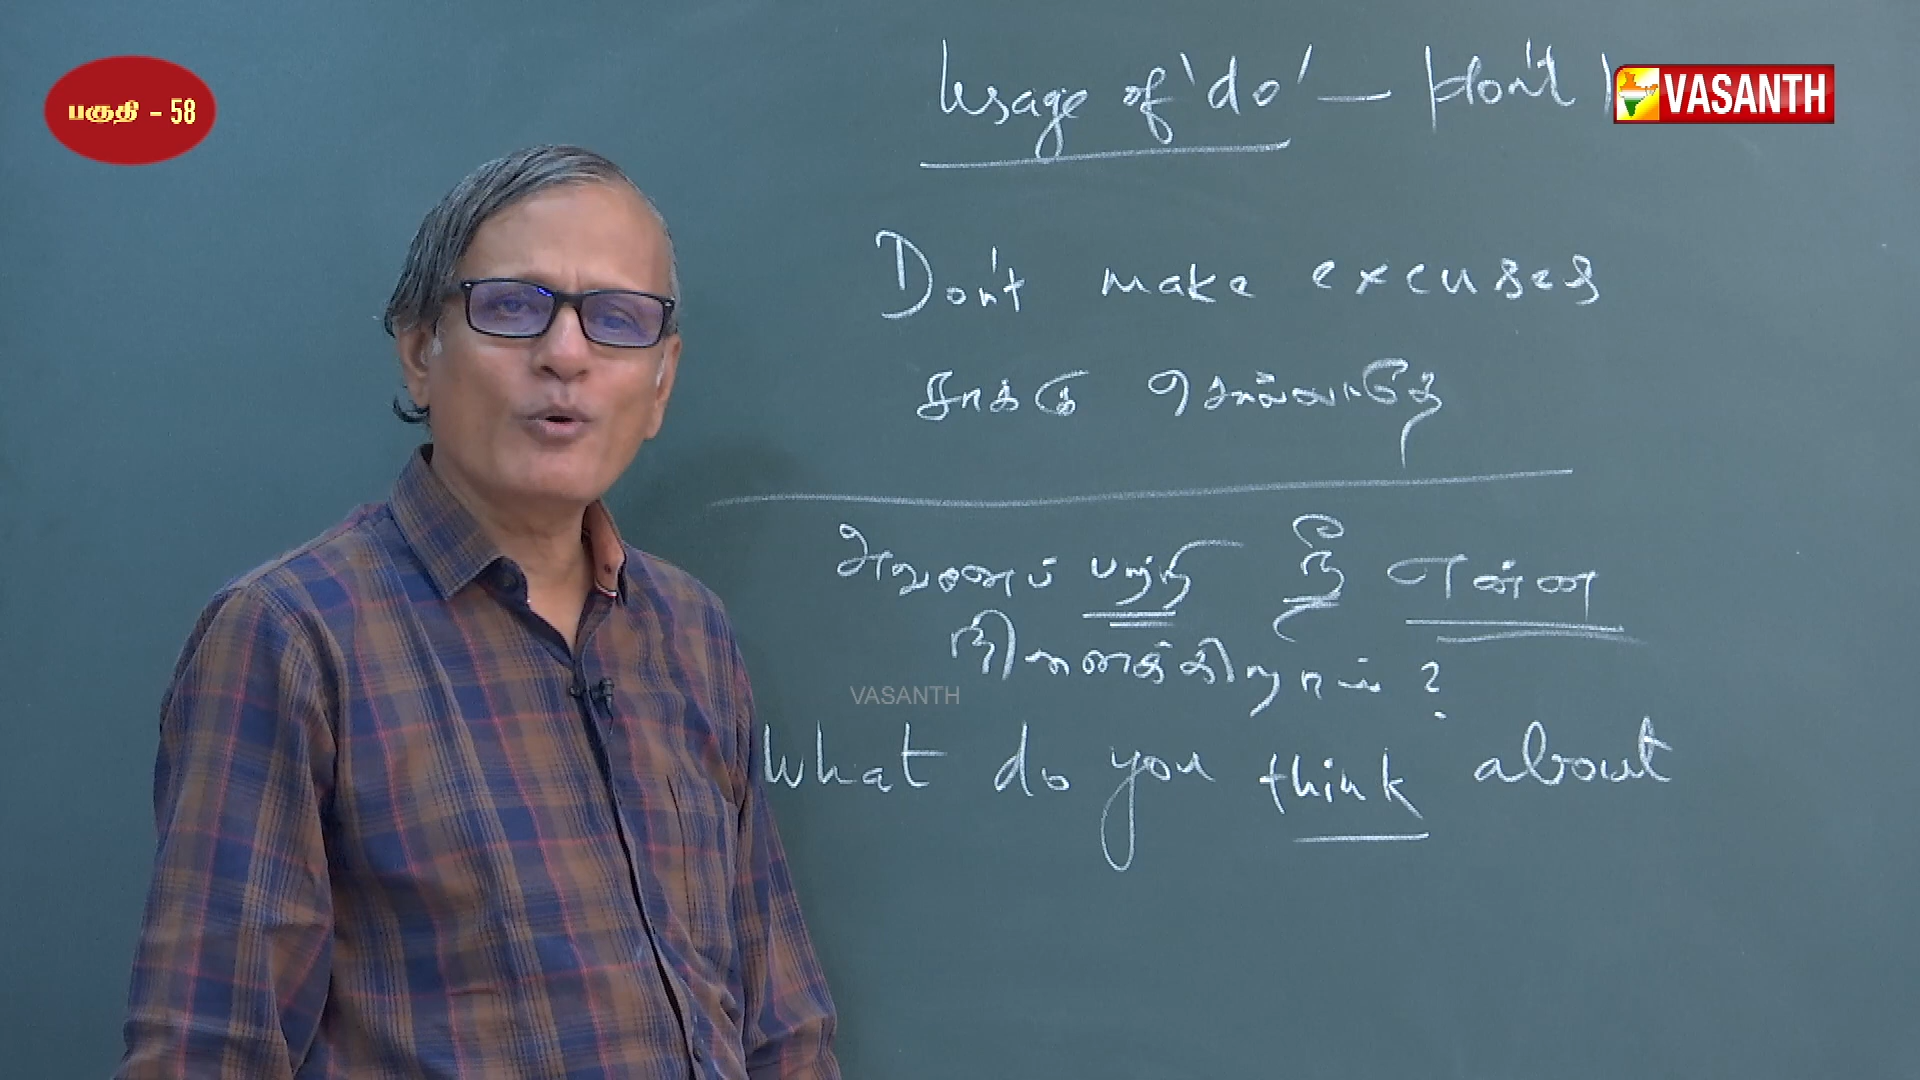 பகுதி - 58
VASANTH
Usage of 'do' — don't
Don't make excuses
சாக்கு சொல்லாதே
அவனைப் பற்றி நீ என்ன
நினைக்கிறாய் ?
VASANTH
What do you think about